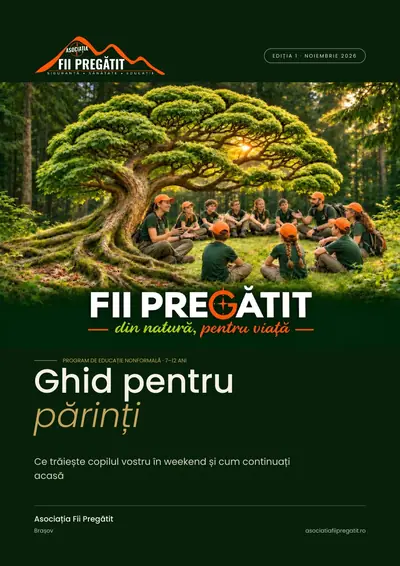 ASOCIAȚIA
FII PREGĂTIT
SIGURANȚĂ • SĂNĂTATE • EDUCAȚIE
EDIȚIA 1 · NOIEMBRIE 2026
FII PREGĂTIT
din natură, pentru viață
PROGRAM DE EDUCAȚIE NONFORMALĂ · 7–12 ANI
Ghid pentru
părinți
Ce trăiește copilul vostru în weekend și cum continuați
acasă
Asociația Fii Pregătit
Brașov
asociatiafiipregatit.ro